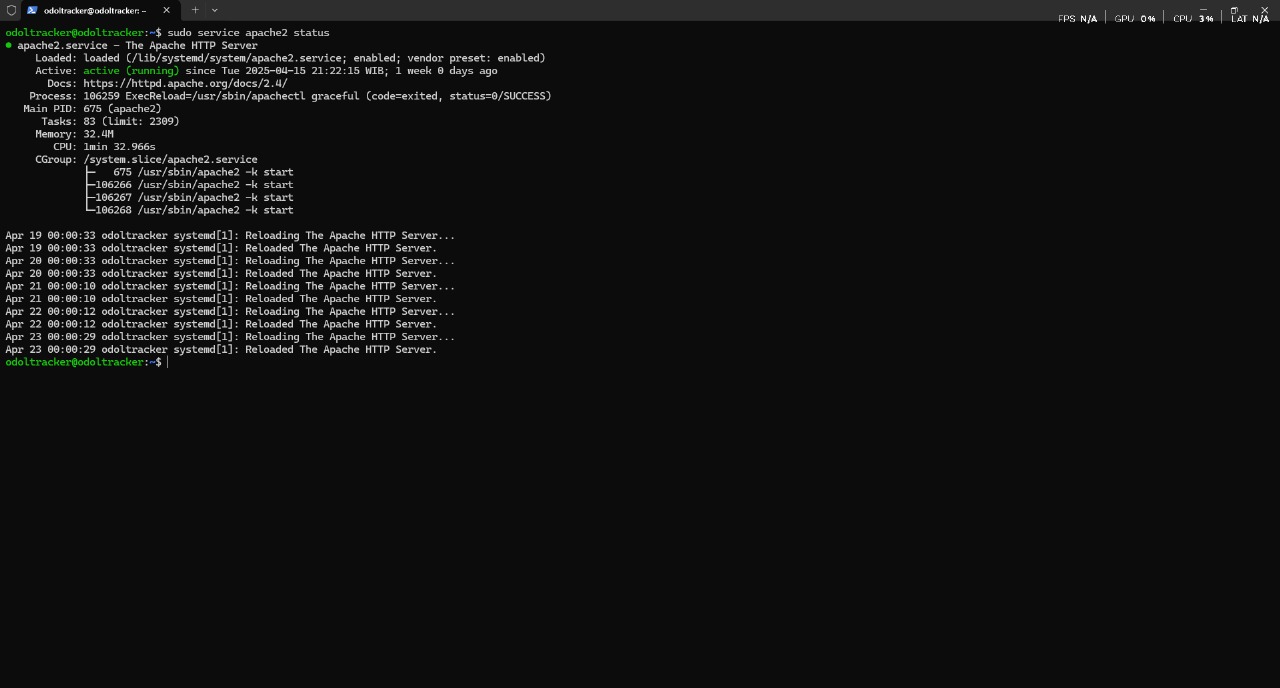 odoltracker@odoltracker: ~
FPS N/A | GPU 0% | CPU 3% | LAT N/A
odoltracker@odoltracker:~$ sudo service apache2 status
● apache2.service - The Apache HTTP Server
Loaded: loaded (/lib/systemd/system/apache2.service; enabled; vendor preset: enabled)
Active: active (running) since Tue 2025-04-15 21:22:15 WIB; 1 week 0 days ago
Docs: https://httpd.apache.org/docs/2.4/
Process: 106259 ExecReload=/usr/sbin/apachectl graceful (code=exited, status=0/SUCCESS)
Main PID: 675 (apache2)
Tasks: 83 (limit: 2309)
Memory: 32.4M
CPU: 1min 32.966s
CGroup: /system.slice/apache2.service
├─   675 /usr/sbin/apache2 -k start
├─106266 /usr/sbin/apache2 -k start
├─106267 /usr/sbin/apache2 -k start
└─106268 /usr/sbin/apache2 -k start
Apr 19 00:00:33 odoltracker systemd[1]: Reloading The Apache HTTP Server...
Apr 19 00:00:33 odoltracker systemd[1]: Reloaded The Apache HTTP Server.
Apr 20 00:00:33 odoltracker systemd[1]: Reloading The Apache HTTP Server...
Apr 20 00:00:33 odoltracker systemd[1]: Reloaded The Apache HTTP Server.
Apr 21 00:00:10 odoltracker systemd[1]: Reloading The Apache HTTP Server...
Apr 21 00:00:10 odoltracker systemd[1]: Reloaded The Apache HTTP Server.
Apr 22 00:00:12 odoltracker systemd[1]: Reloading The Apache HTTP Server...
Apr 22 00:00:12 odoltracker systemd[1]: Reloaded The Apache HTTP Server.
Apr 23 00:00:29 odoltracker systemd[1]: Reloading The Apache HTTP Server...
Apr 23 00:00:29 odoltracker systemd[1]: Reloaded The Apache HTTP Server.
odoltracker@odoltracker:~$